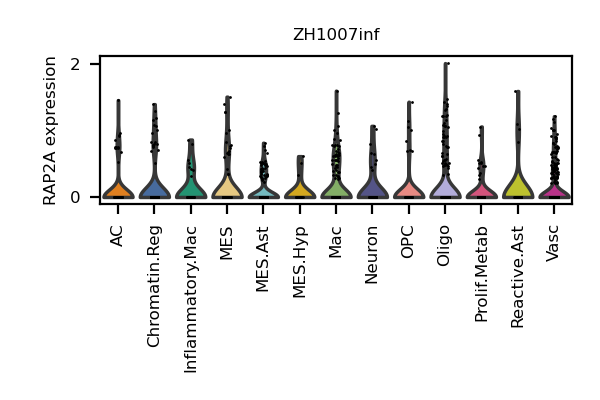 ZH1007inf
RAP2A expression
2
0
AC
Chromatin.Reg
Inflammatory.Mac
MES
MES.Ast
MES.Hyp
Mac
Neuron
OPC
Oligo
Prolif.Metab
Reactive.Ast
Vasc